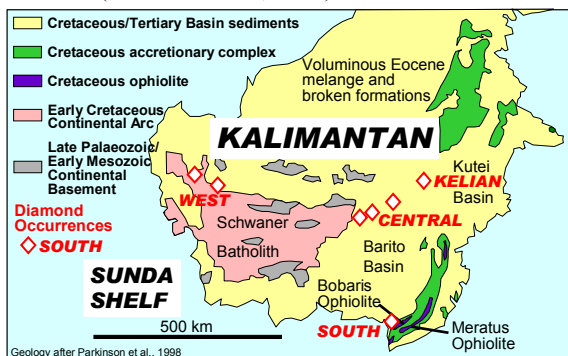 Cretaceous/Tertiary Basin sediments
Cretaceous accretionary complex
Cretaceous ophiolite
Early Cretaceous
Continental Arc
Late Palaeozoic/
Early Mesozoic
Continental
Basement
Diamond
Occurrences
SOUTH
Voluminous Eocene
melange and
broken formations
KALIMANTAN
Kutei
KELIAN
Basin
WEST
CENTRAL
Schwaner
Batholith
Barito
Basin
SUNDA
SHELF
Bobaris
Ophiolite
500 km
SOUTH
Meratus
Ophiolite
Geology after Parkinson et al., 1998